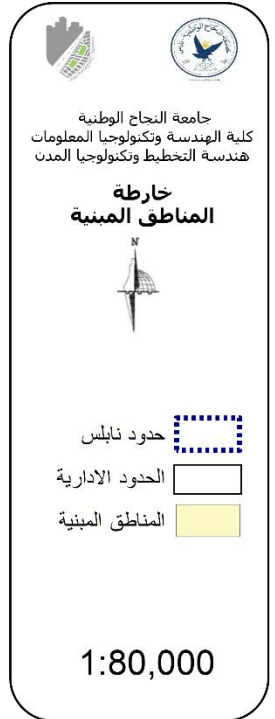 جامعة النجاح الوطنية
كلية الهندسة وتكنولوجيا المعلومات
هندسة التخطيط وتكنولوجيا المدن
خارطة
المناطق المبنية
N
حدود نابلس
الحدود الادارية
المناطق المبنية
1:80,000